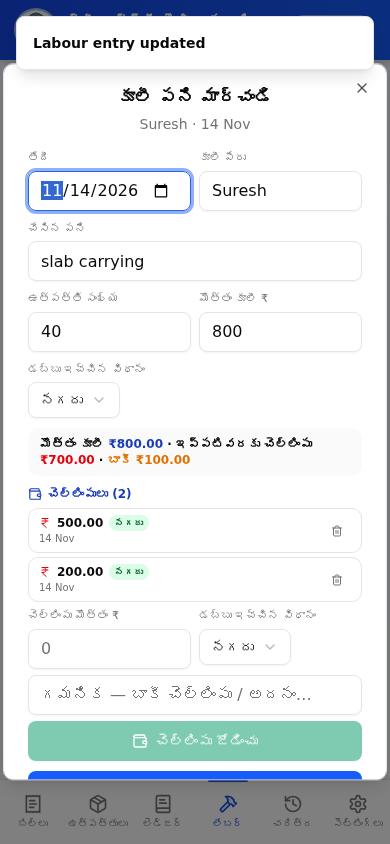 Labour entry updated
కూలీ పని మార్చండి
Suresh · 14 Nov
తేదీ
కూలీ పేరు
11/14/2026
Suresh
చేసిన పని
slab carrying
ఉత్పత్తి సంఖ్య
మొత్తం కూలీ ₹
40
800
డబ్బు ఇచ్చిన విధానం
నగదు
మొత్తం కూలీ ₹800.00 · ఇప్పటివరకు చెల్లింపు
₹700.00 · బాకీ ₹100.00
చెల్లింపులు (2)
₹ 500.00 నగదు
14 Nov
₹ 200.00 నగదు
14 Nov
చెల్లింపు మొత్తం ₹
డబ్బు ఇచ్చిన విధానం
0
నగదు
గమనిక — బాకీ చెల్లింపు / అదనం...
చెల్లింపు జోడించు
బిల్లు
ఉత్పత్తులు
లెడ్జర్
లేబర్
చరిత్ర
సెట్టింగ్లు